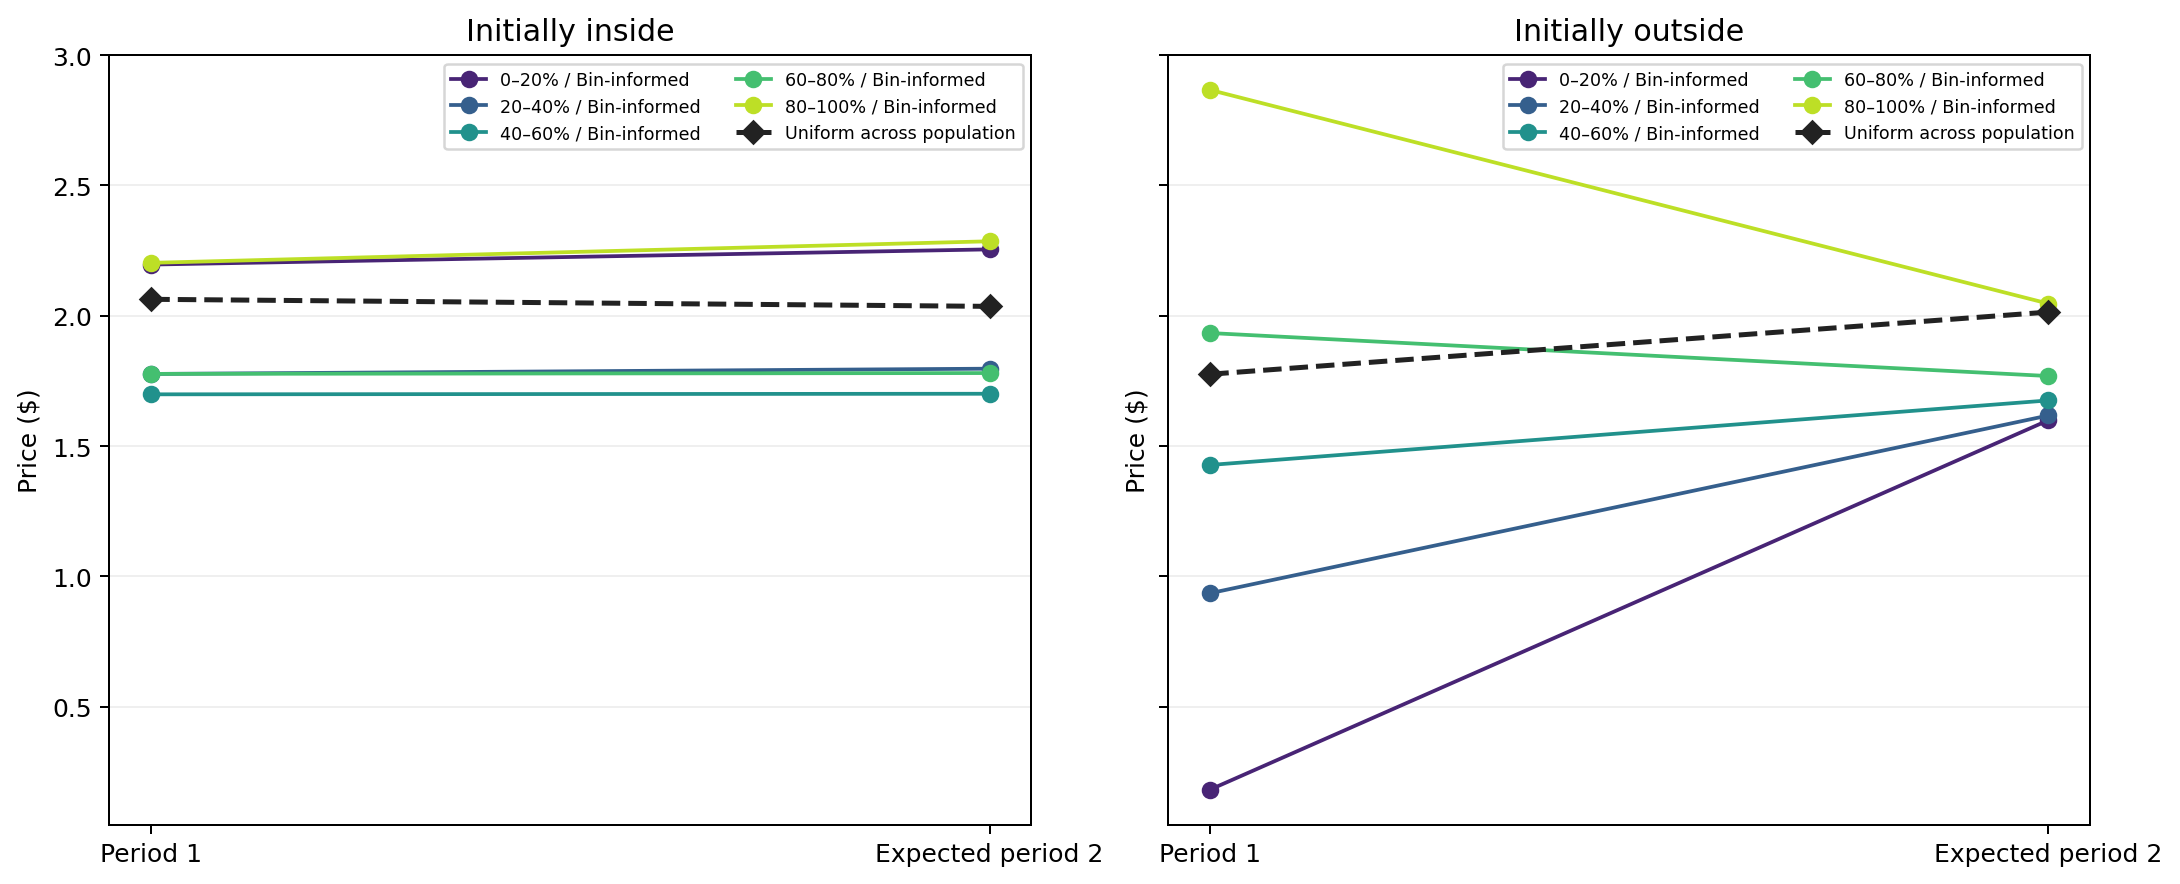 Initially inside
0–20% / Bin-informed
20–40% / Bin-informed
40–60% / Bin-informed
60–80% / Bin-informed
80–100% / Bin-informed
Uniform across population
Price ($)
3.0
2.5
2.0
1.5
1.0
0.5
Period 1
Expected period 2
Initially outside
0–20% / Bin-informed
20–40% / Bin-informed
40–60% / Bin-informed
60–80% / Bin-informed
80–100% / Bin-informed
Uniform across population
Price ($)
Period 1
Expected period 2